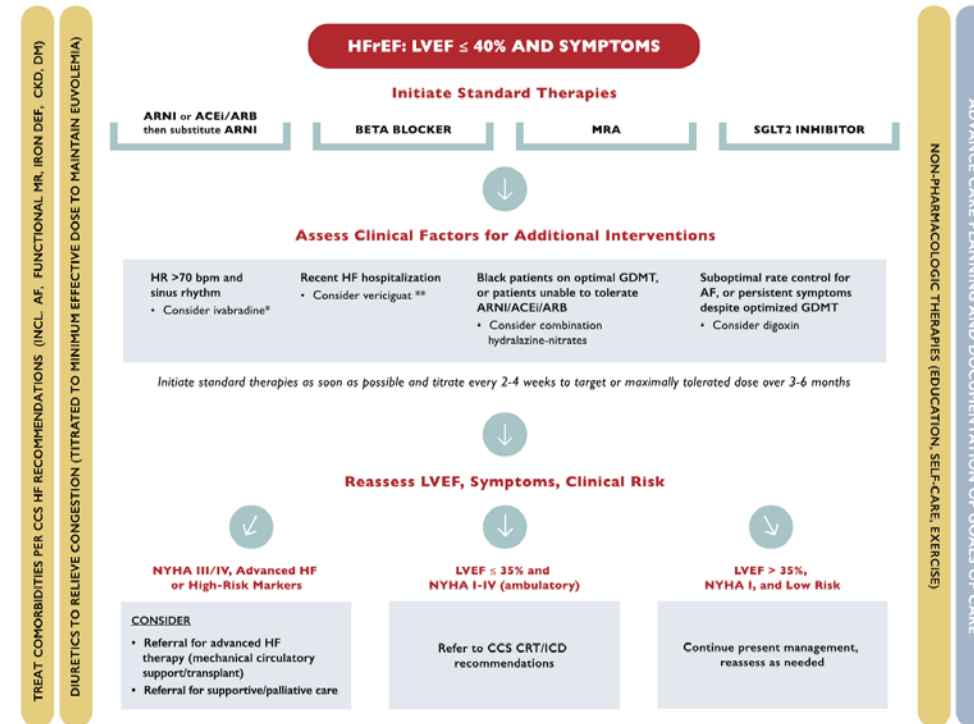 TREAT COMORBIDITIES PER CCS HF RECOMMENDATIONS (INCL. AF, FUNCTIONAL MR, IRON DEF, CKD, DM)
DIURETICS TO RELIEVE CONGESTION (TITRATED TO MINIMUM EFFECTIVE DOSE TO MAINTAIN EUVOLEMIA)
HFrEF: LVEF ≤ 40% AND SYMPTOMS
Initiate Standard Therapies
ARNI or ACEi/ARB
then substitute ARNI
BETA BLOCKER
MRA
SGLT2 INHIBITOR
Assess Clinical Factors for Additional Interventions
HR >70 bpm and
sinus rhythm
• Consider ivabradine*
Recent HF hospitalization
• Consider vericiguat **
Black patients on optimal GDMT,
or patients unable to tolerate
ARNI/ACEi/ARB
• Consider combination
hydralazine-nitrates
Suboptimal rate control for
AF, or persistent symptoms
despite optimized GDMT
• Consider digoxin
Initiate standard therapies as soon as possible and titrate every 2-4 weeks to target or maximally tolerated dose over 3-6 months
Reassess LVEF, Symptoms, Clinical Risk
NYHA III/IV, Advanced HF
or High-Risk Markers
CONSIDER
• Referral for advanced HF
therapy (mechanical circulatory
support/transplant)
• Referral for supportive/palliative care
LVEF ≤ 35% and
NYHA I-IV (ambulatory)
Refer to CCS CRT/ICD
recommendations
LVEF > 35%,
NYHA I, and Low Risk
Continue present management,
reassess as needed
NON-PHARMACOLOGIC THERAPIES (EDUCATION, SELF-CARE, EXERCISE)
ADVANCE CARE PLANNING AND DOCUMENTATION OF GOALS OF CARE